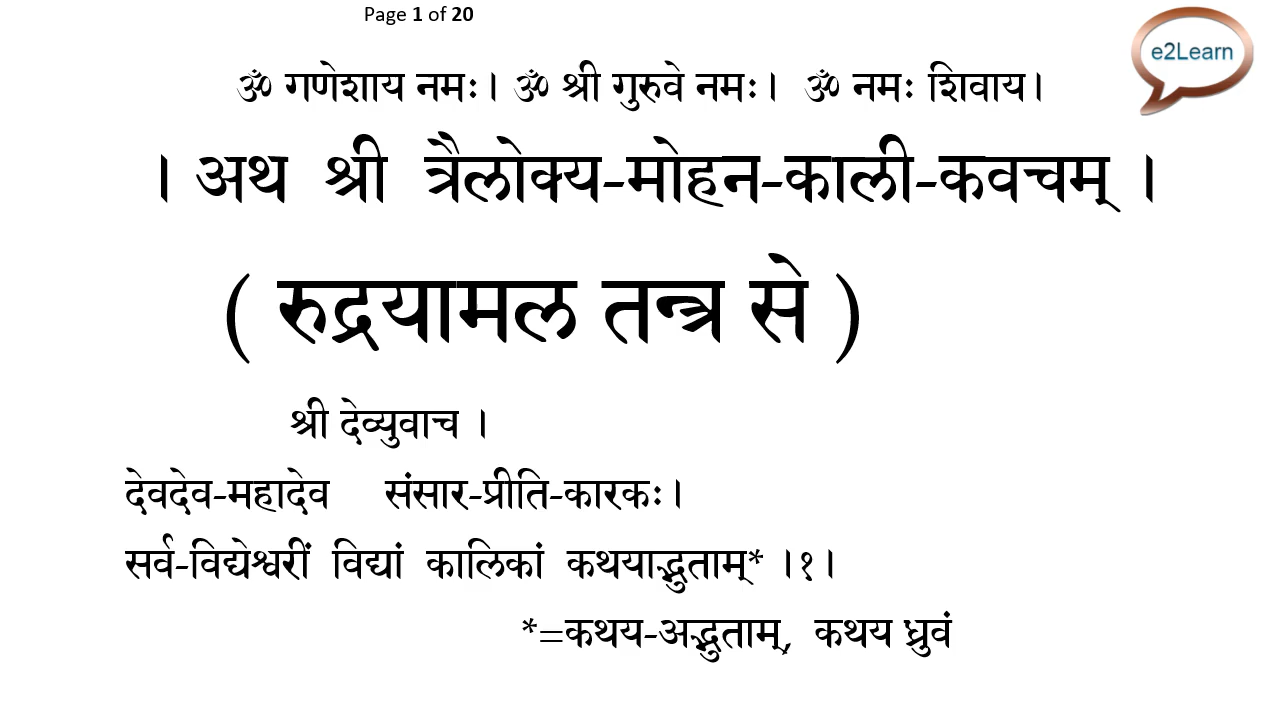 Page 1 of 20
e2Learn
ॐ गणेशाय नमः। ॐ श्री गुरुवे नमः। ॐ नमः शिवाय।
। अथ श्री त्रैलोक्य-मोहन-काली-कवचम् ।
( रुद्रयामल तन्त्र से )
श्री देव्युवाच ।
देवदेव-महादेव संसार-प्रीति-कारकः।
सर्व-विद्येश्वरीं विद्यां कालिकां कथयाद्भुताम्* ।१।
*=कथय-अद्भुताम्, कथय ध्रुवं